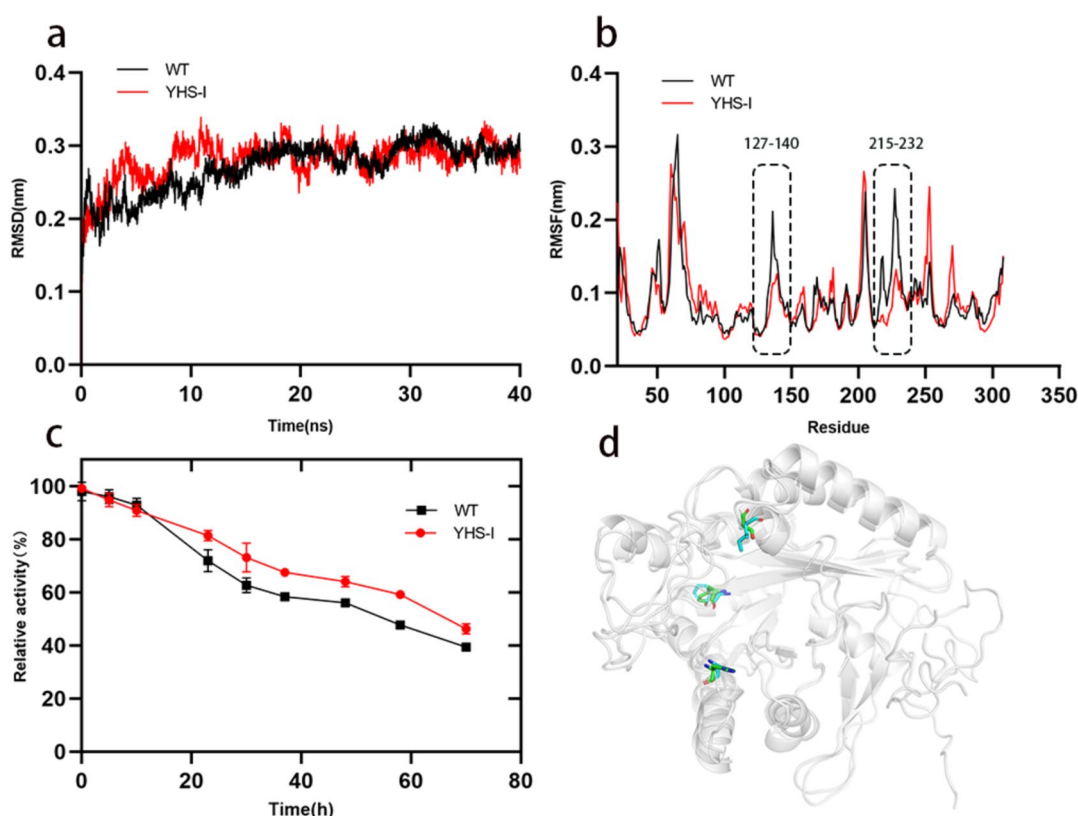 a
WT
YHS-I
0.4
0.3
0.2
0.1
0.0
RMSD(nm)
0
10
20
30
40
Time(ns)
b
WT
YHS-I
127-140
215-232
0.4
0.3
0.2
0.1
0.0
RMSF(nm)
50
100
150
200
250
300
350
Residue
c
WT
YHS-I
100
80
60
40
20
0
Relative activity(%)
0
20
40
60
80
Time(h)
d